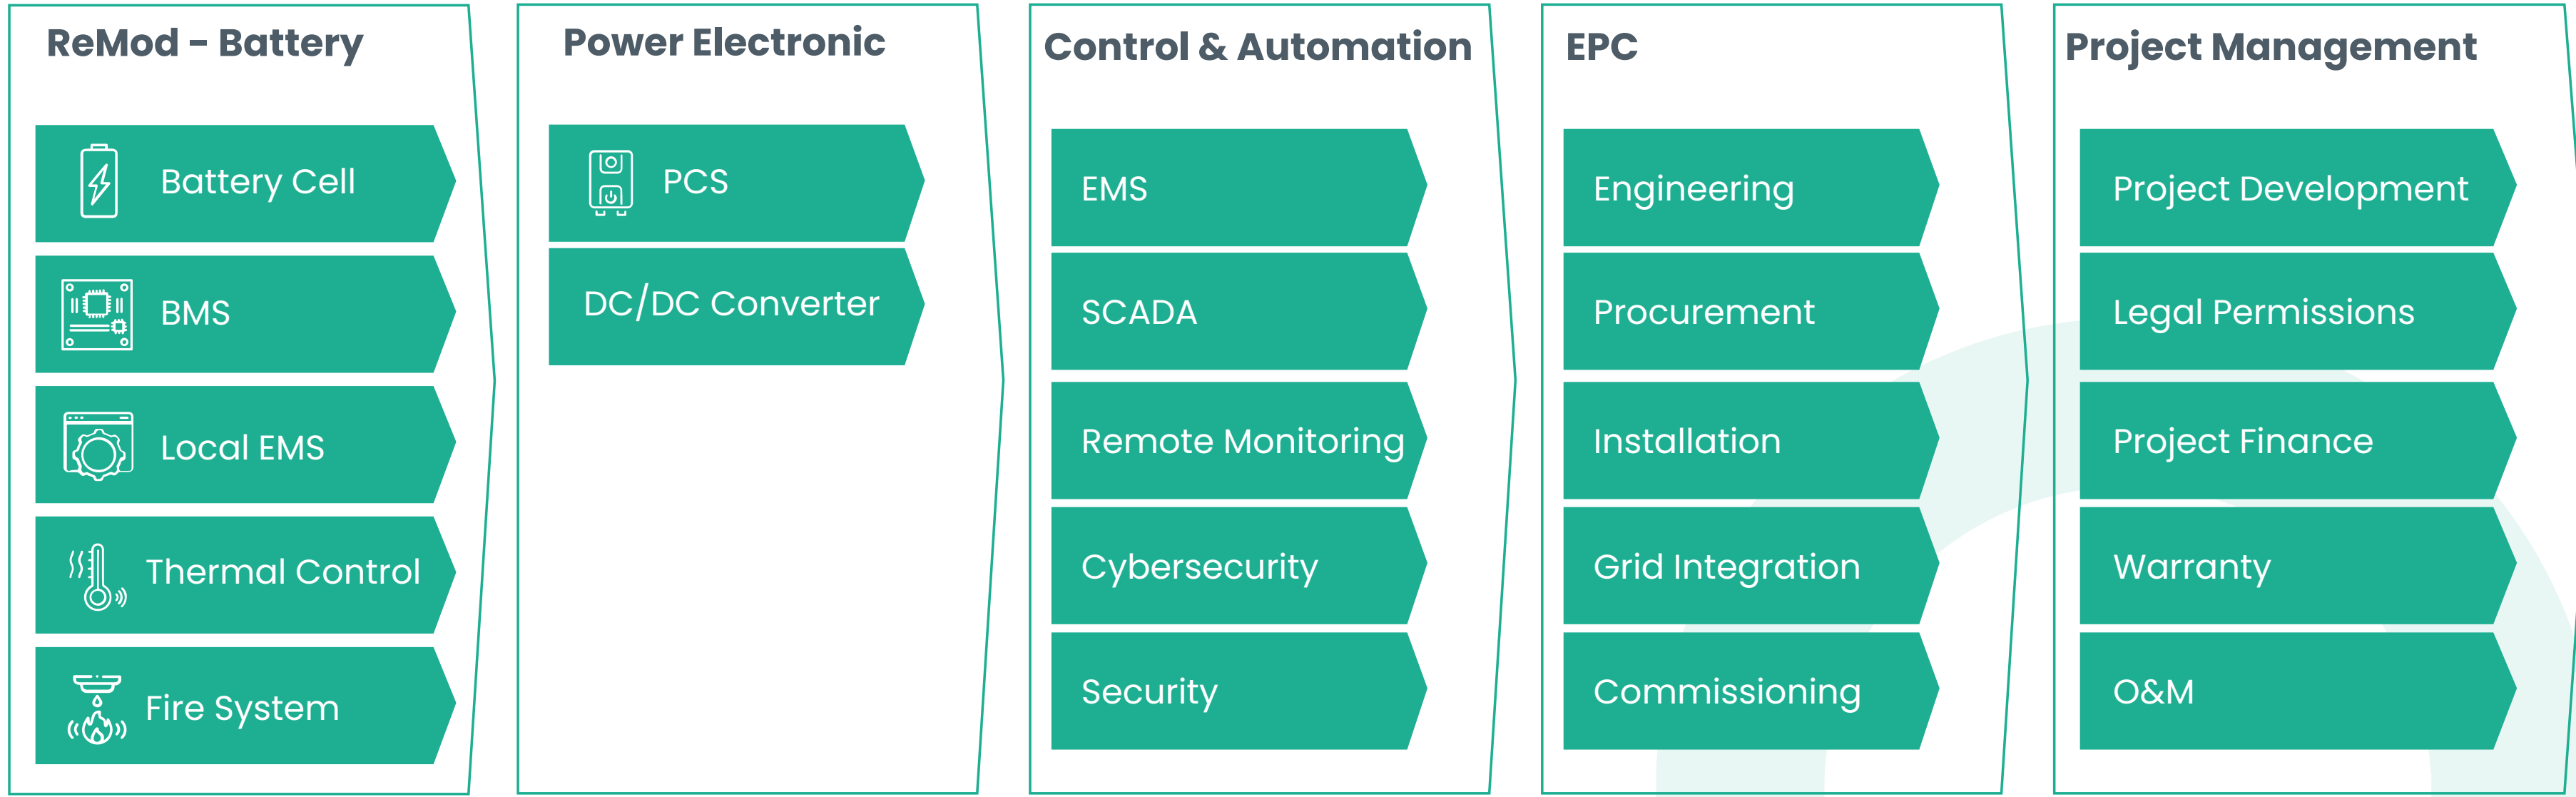 ReMod - Battery
Battery Cell
BMS
Local EMS
Thermal Control
Fire System
Power Electronic
PCS
DC/DC Converter
Control & Automation
EMS
SCADA
Remote Monitoring
Cybersecurity
Security
EPC
Engineering
Procurement
Installation
Grid Integration
Commissioning
Project Management
Project Development
Legal Permissions
Project Finance
Warranty
O&M